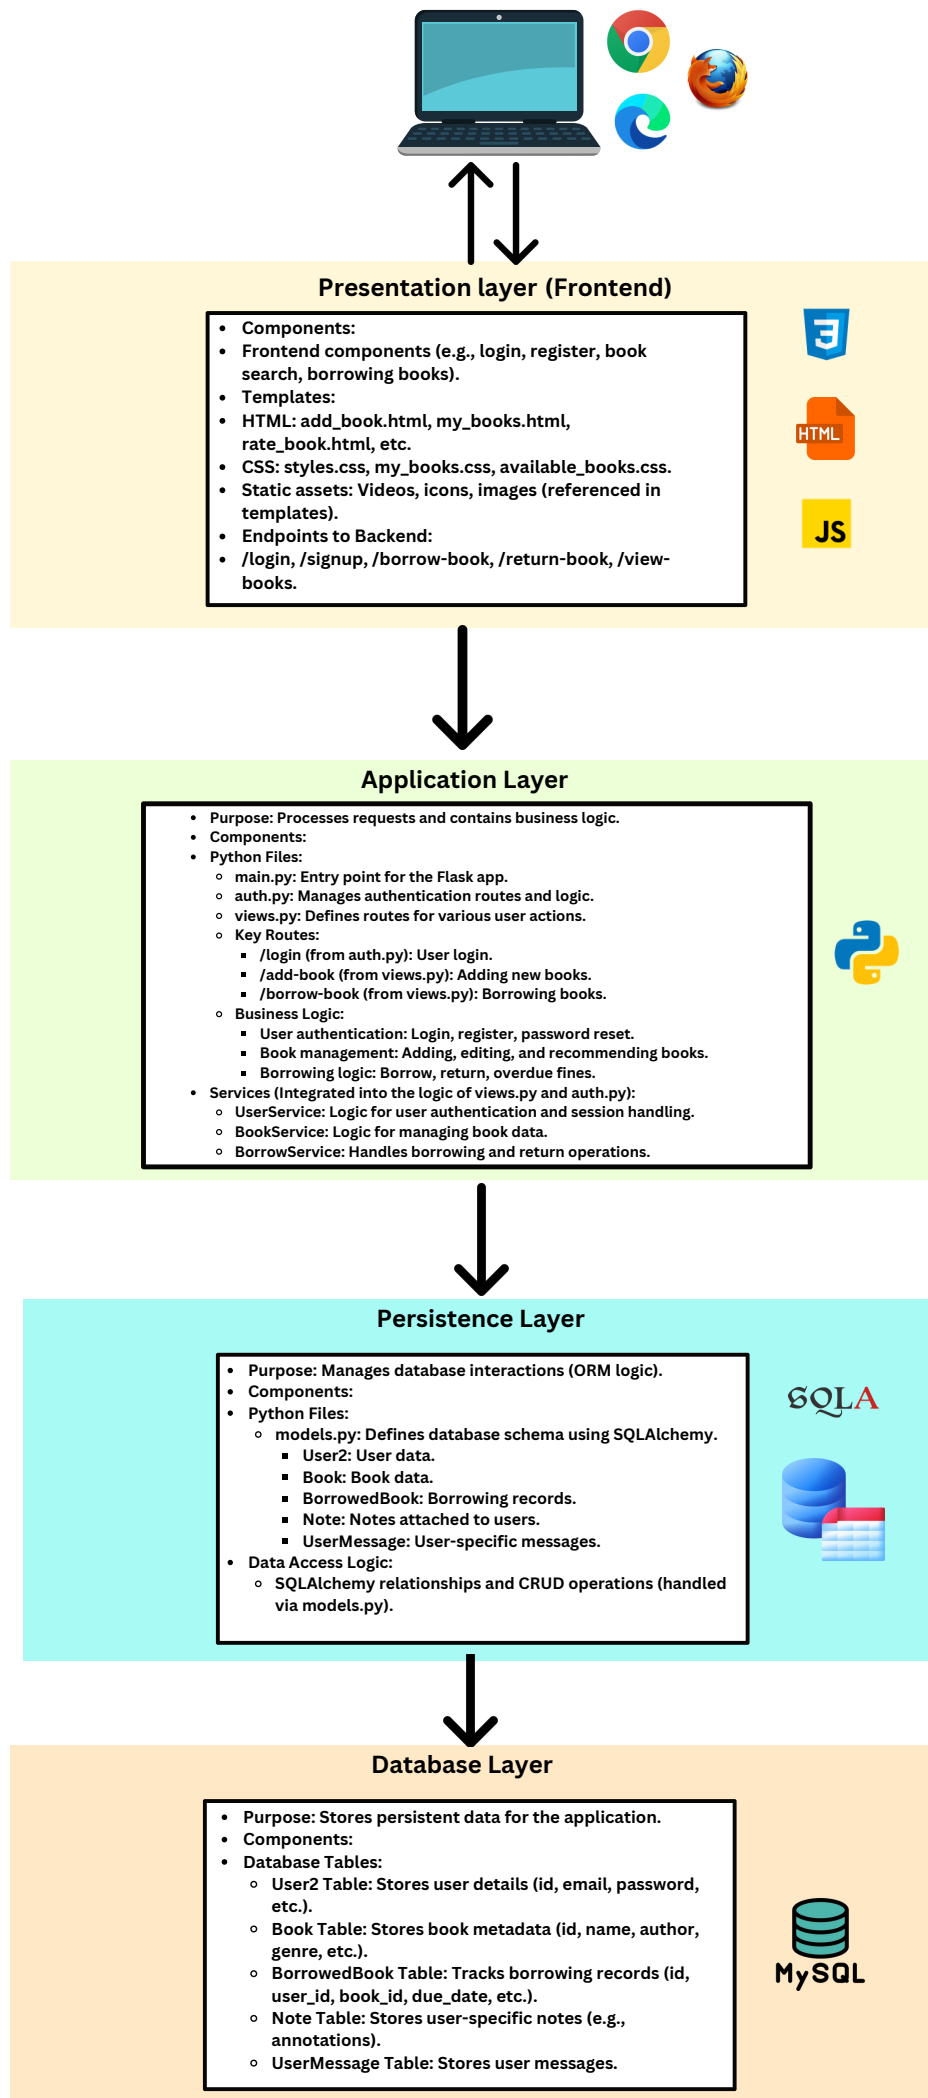 Presentation layer (Frontend)
• Components:
• Frontend components (e.g., login, register, book
search, borrowing books).
• Templates:
• HTML: add_book.html, my_books.html,
rate_book.html, etc.
• CSS: styles.css, my_books.css, available_books.css.
• Static assets: Videos, icons, images (referenced in
templates).
• Endpoints to Backend:
• /login, /signup, /borrow-book, /return-book, /view-
books.
3
HTML
JS
Application Layer
• Purpose: Processes requests and contains business logic.
• Components:
• Python Files:
◦ main.py: Entry point for the Flask app.
◦ auth.py: Manages authentication routes and logic.
◦ views.py: Defines routes for various user actions.
◦ Key Routes:
▪ /login (from auth.py): User login.
▪ /add-book (from views.py): Adding new books.
▪ /borrow-book (from views.py): Borrowing books.
◦ Business Logic:
▪ User authentication: Login, register, password reset.
▪ Book management: Adding, editing, and recommending books.
▪ Borrowing logic: Borrow, return, overdue fines.
• Services (Integrated into the logic of views.py and auth.py):
◦ UserService: Logic for user authentication and session handling.
◦ BookService: Logic for managing book data.
◦ BorrowService: Handles borrowing and return operations.
Persistence Layer
• Purpose: Manages database interactions (ORM logic).
• Components:
• Python Files:
◦ models.py: Defines database schema using SQLAlchemy.
▪ User2: User data.
▪ Book: Book data.
▪ BorrowedBook: Borrowing records.
▪ Note: Notes attached to users.
▪ UserMessage: User-specific messages.
• Data Access Logic:
◦ SQLAlchemy relationships and CRUD operations (handled
via models.py).
SQLA
Database Layer
• Purpose: Stores persistent data for the application.
• Components:
• Database Tables:
◦ User2 Table: Stores user details (id, email, password,
etc.).
◦ Book Table: Stores book metadata (id, name, author,
genre, etc.).
◦ BorrowedBook Table: Tracks borrowing records (id,
user_id, book_id, due_date, etc.).
◦ Note Table: Stores user-specific notes (e.g.,
annotations).
◦ UserMessage Table: Stores user messages.
MySQL